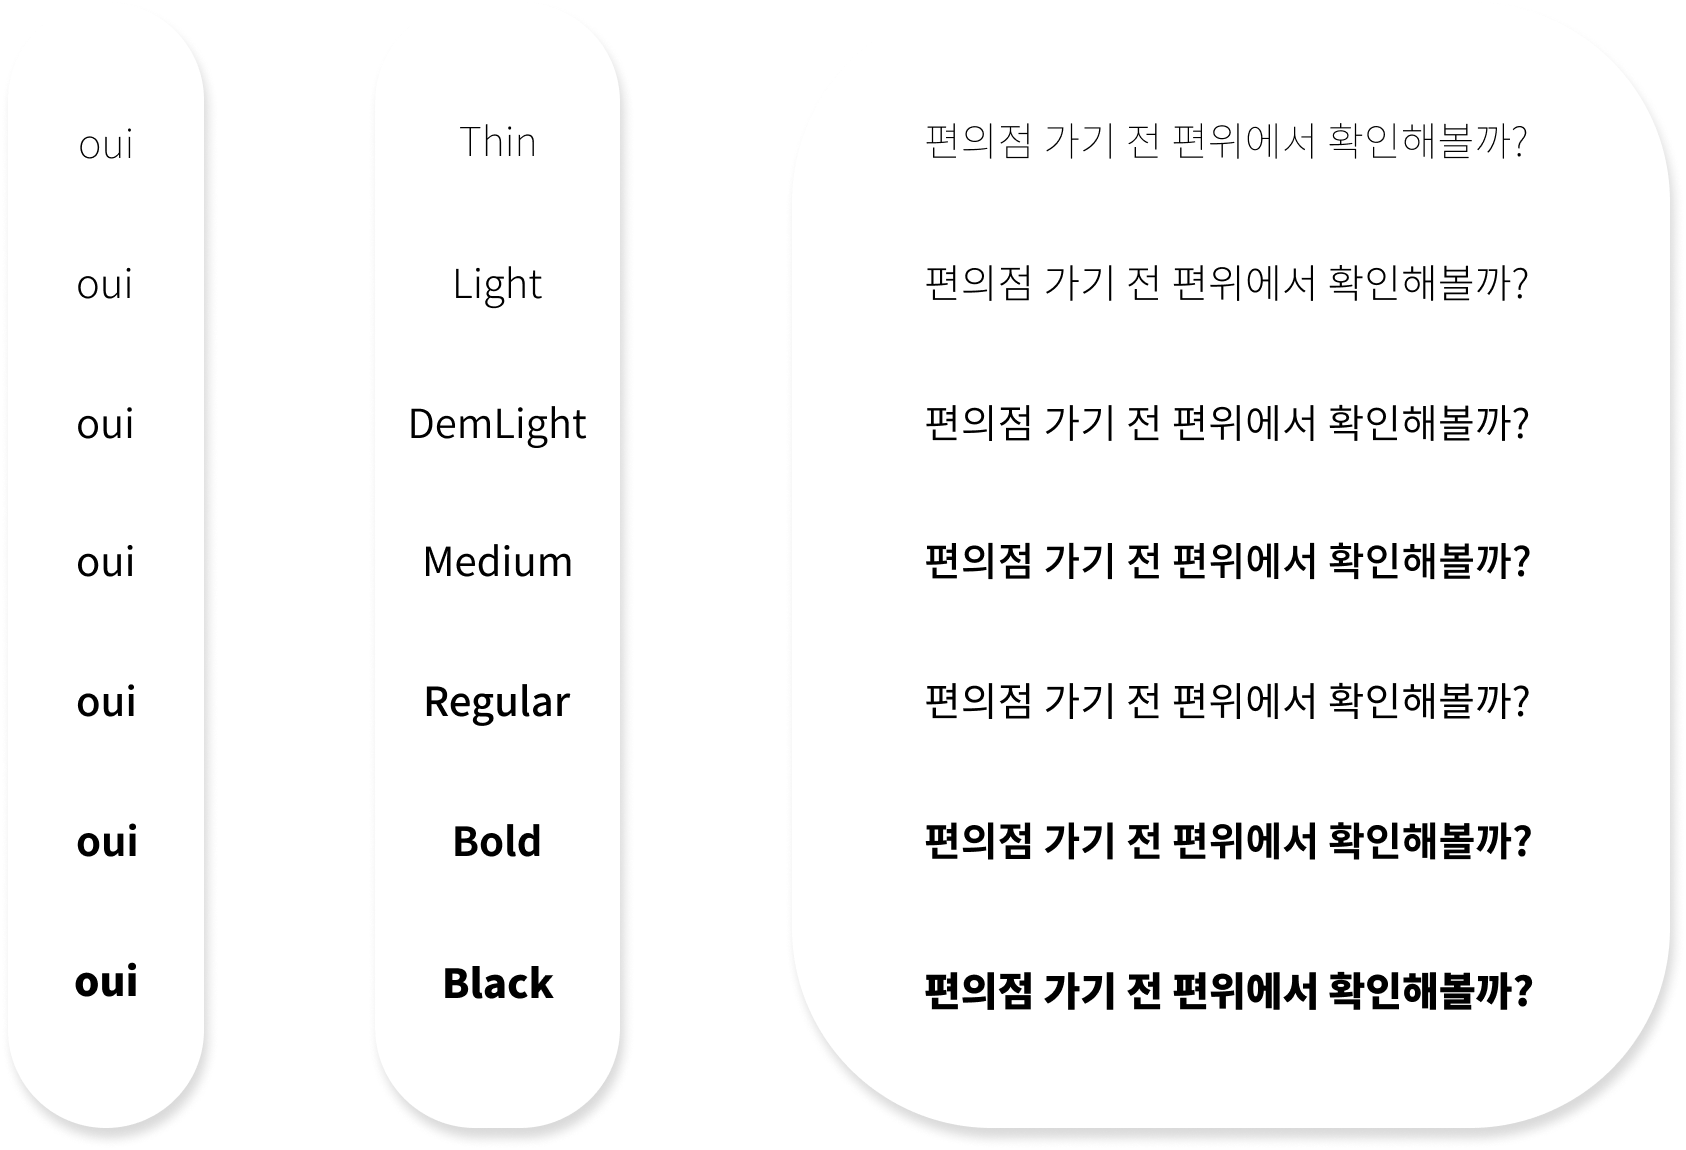 oui Thin 편의점 가기 전 편위에서 확인해볼까?
oui Light 편의점 가기 전 편위에서 확인해볼까?
oui DemLight 편의점 가기 전 편위에서 확인해볼까?
oui Medium 편의점 가기 전 편위에서 확인해볼까?
oui Regular 편의점 가기 전 편위에서 확인해볼까?
oui Bold 편의점 가기 전 편위에서 확인해볼까?
oui Black 편의점 가기 전 편위에서 확인해볼까?